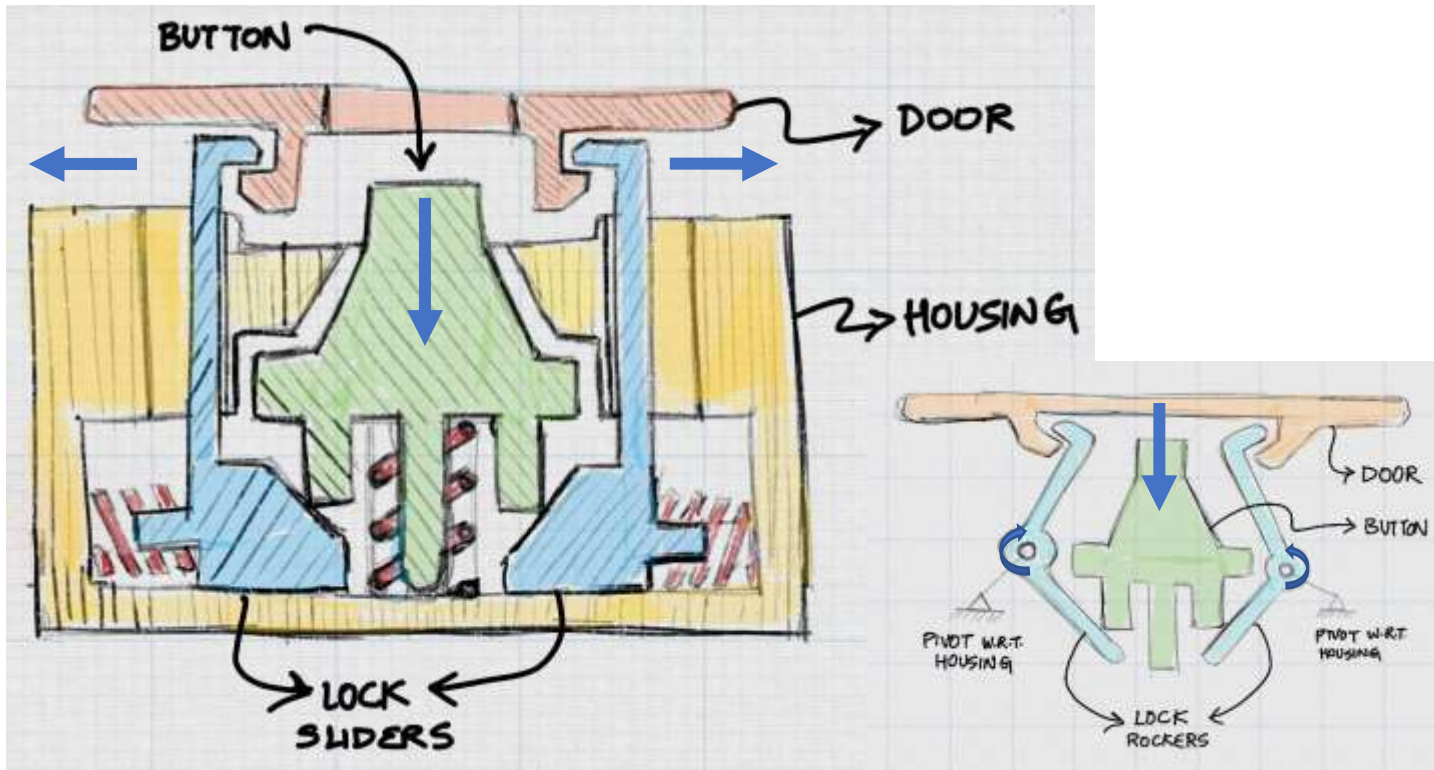 BUTTON
DOOR
HOUSING
LOCK
SLIDERS
DOOR
BUTTON
PIVOT W.R.T.
HOUSING
PIVOT W.R.T.
HOUSING
LOCK
ROCKERS